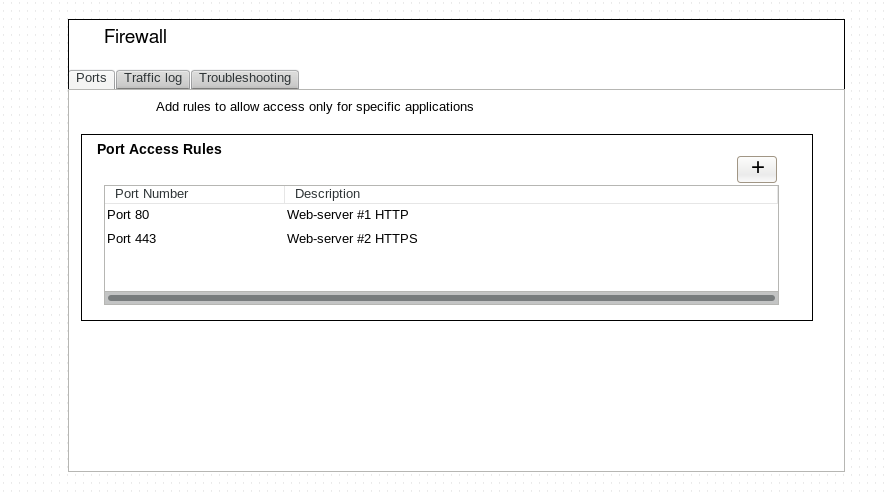 Firewall
Ports Traffic log Troubleshooting
Add rules to allow access only for specific applications
Port Access Rules
+
Port Number Description
Port 80 Web-server #1 HTTP
Port 443 Web-server #2 HTTPS